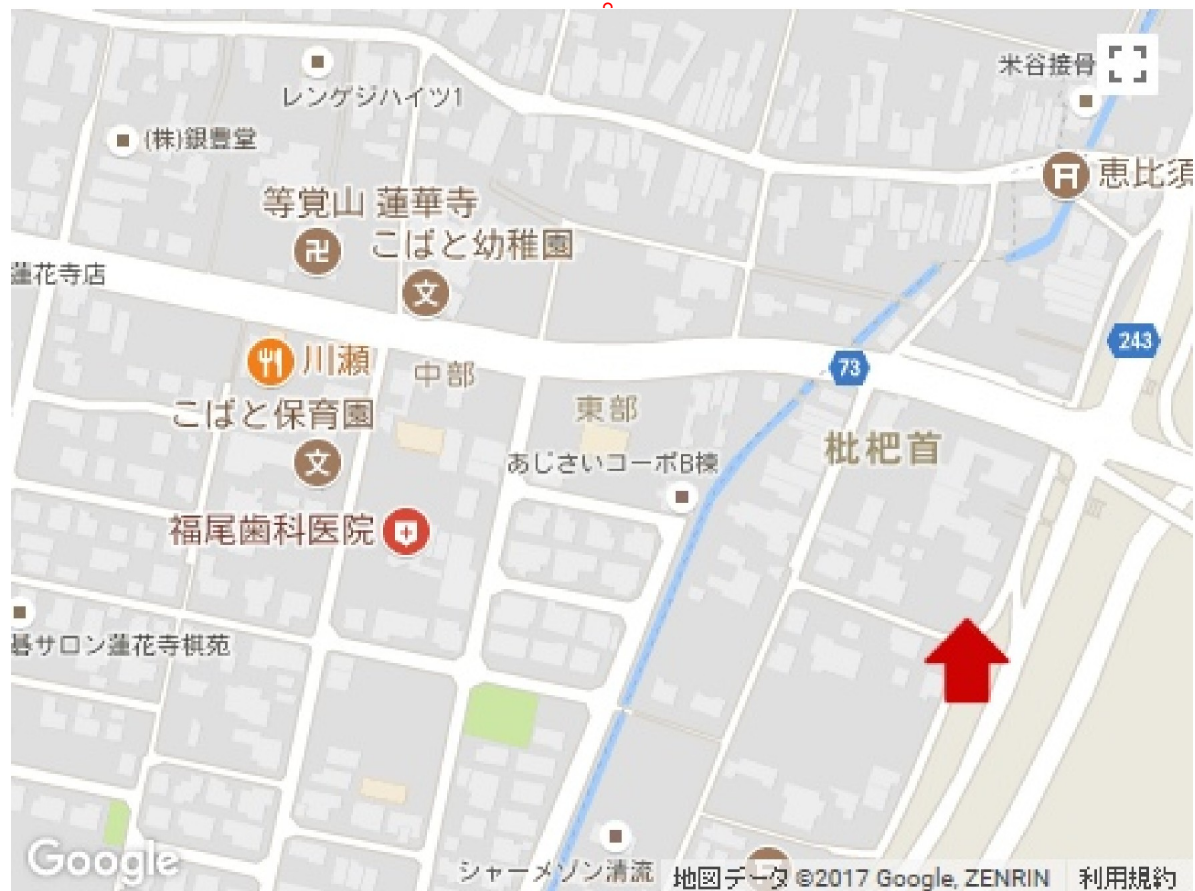 米谷接骨
レンゲジハイツ1
(株)銀豊堂
恵比須
等覚山 蓮華寺
こばと幼稚園
文
蓮花寺店
243
川瀬
中部
73
こばと保育園
文
東部
枇杷首
あじさいコーポB棟
福尾歯科医院
碁サロン蓮花寺棋苑
Google
シャーメゾン清流
地図データ ©2017 Google, ZENRIN
利用規約